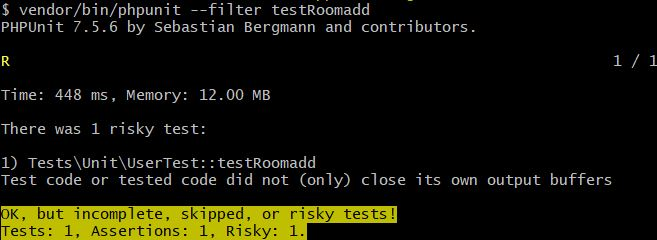 $ vendor/bin/phpunit --filter testRoomadd
PHPUnit 7.5.6 by Sebastian Bergmann and contributors.
R 1 / 1
Time: 448 ms, Memory: 12.00 MB
There was 1 risky test:
1) Tests\Unit\UserTest::testRoomadd
Test code or tested code did not (only) close its own output buffers
OK, but incomplete, skipped, or risky tests!
Tests: 1, Assertions: 1, Risky: 1.